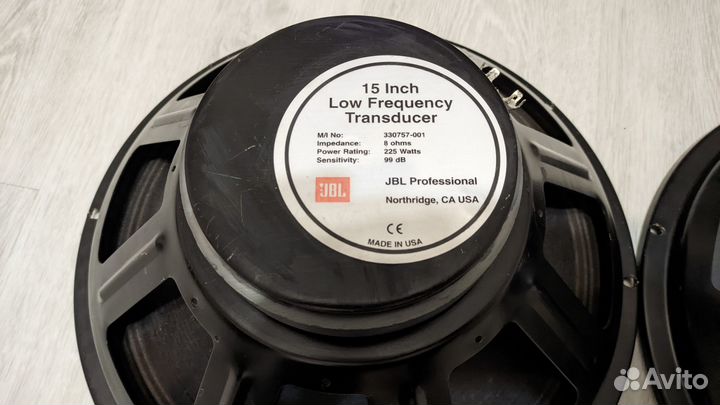 15 Inch
Low Frequency
Transducer
M/I No: 330757-001
Impedance: 8 ohms
Power Rating: 225 Watts
Sensitivity: 99 dB
JBL JBL Professional
Northridge, CA USA
CE
MADE IN USA
Avito